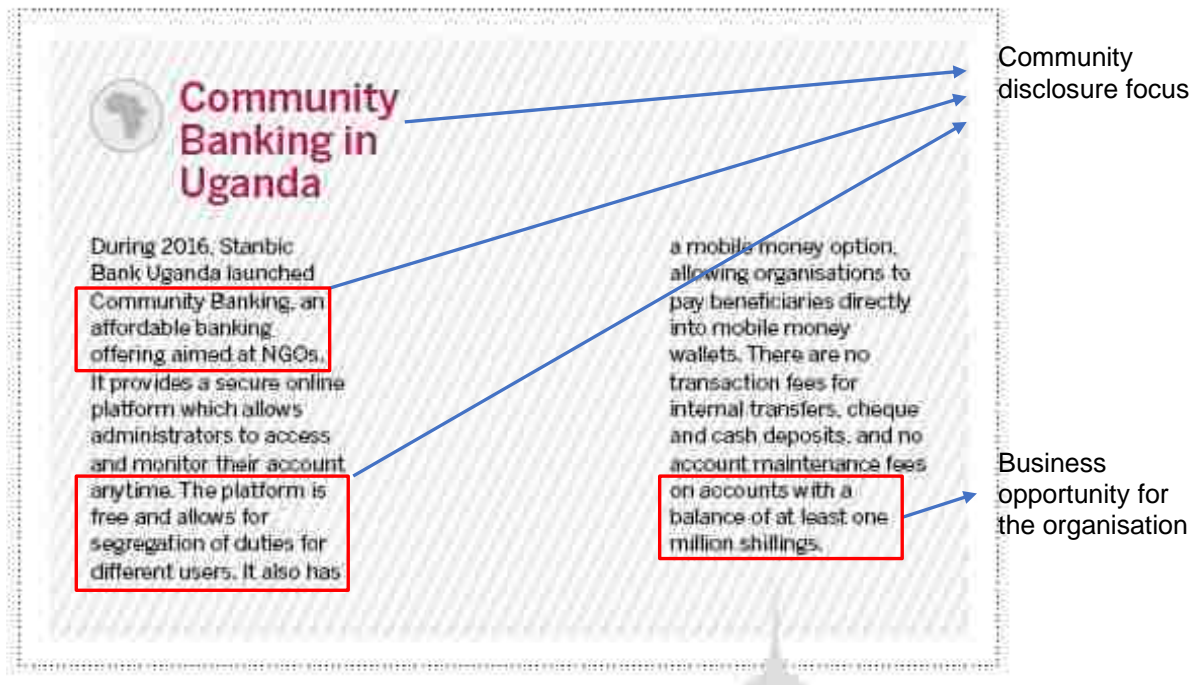 Community
Banking in
Uganda
During 2016, Stanbic
Bank Uganda launched
Community Banking, an
affordable banking
offering aimed at NGOs.
It provides a secure online
platform which allows
administrators to access
and monitor their account
anytime. The platform is
free and allows for
segregation of duties for
different users. It also has
a mobile money option,
allowing organisations to
pay beneficiaries directly
into mobile money
wallets. There are no
transaction fees for
internal transfers, cheque
and cash deposits, and no
account maintenance fees
on accounts with a
balance of at least one
million shillings.
Community
disclosure focus
Business
opportunity for
the organisation